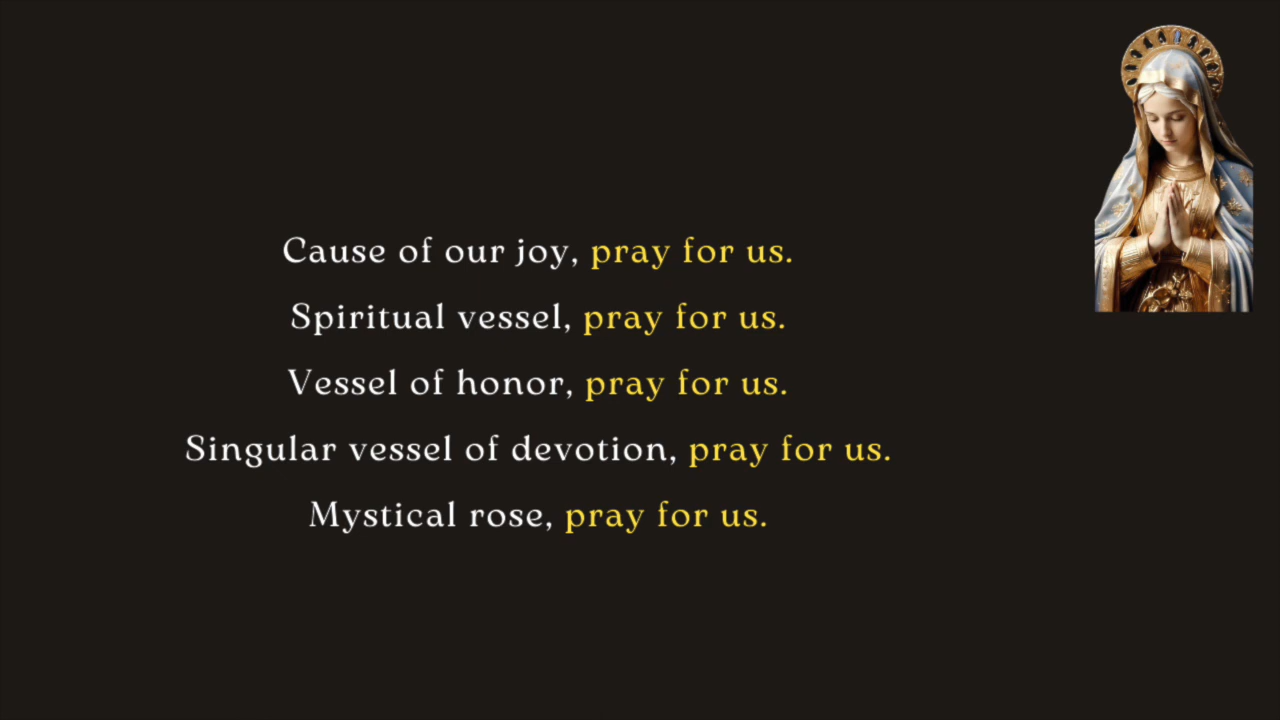 Cause of our joy, pray for us.
Spiritual vessel, pray for us.
Vessel of honor, pray for us.
Singular vessel of devotion, pray for us.
Mystical rose, pray for us.